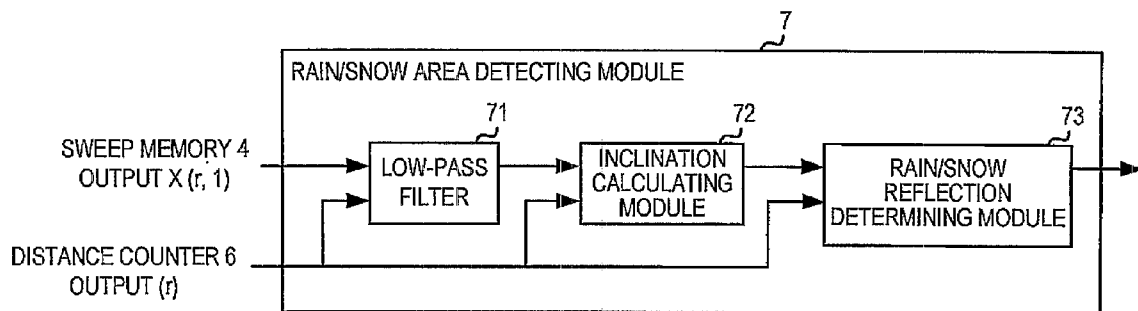 7
RAIN/SNOW AREA DETECTING MODULE
71
72
73
SWEEP MEMORY 4
OUTPUT X (r, 1)
LOW-PASS
FILTER
INCLINATION
CALCULATING
MODULE
RAIN/SNOW
REFLECTION
DETERMINING MODULE
DISTANCE COUNTER 6
OUTPUT (r)